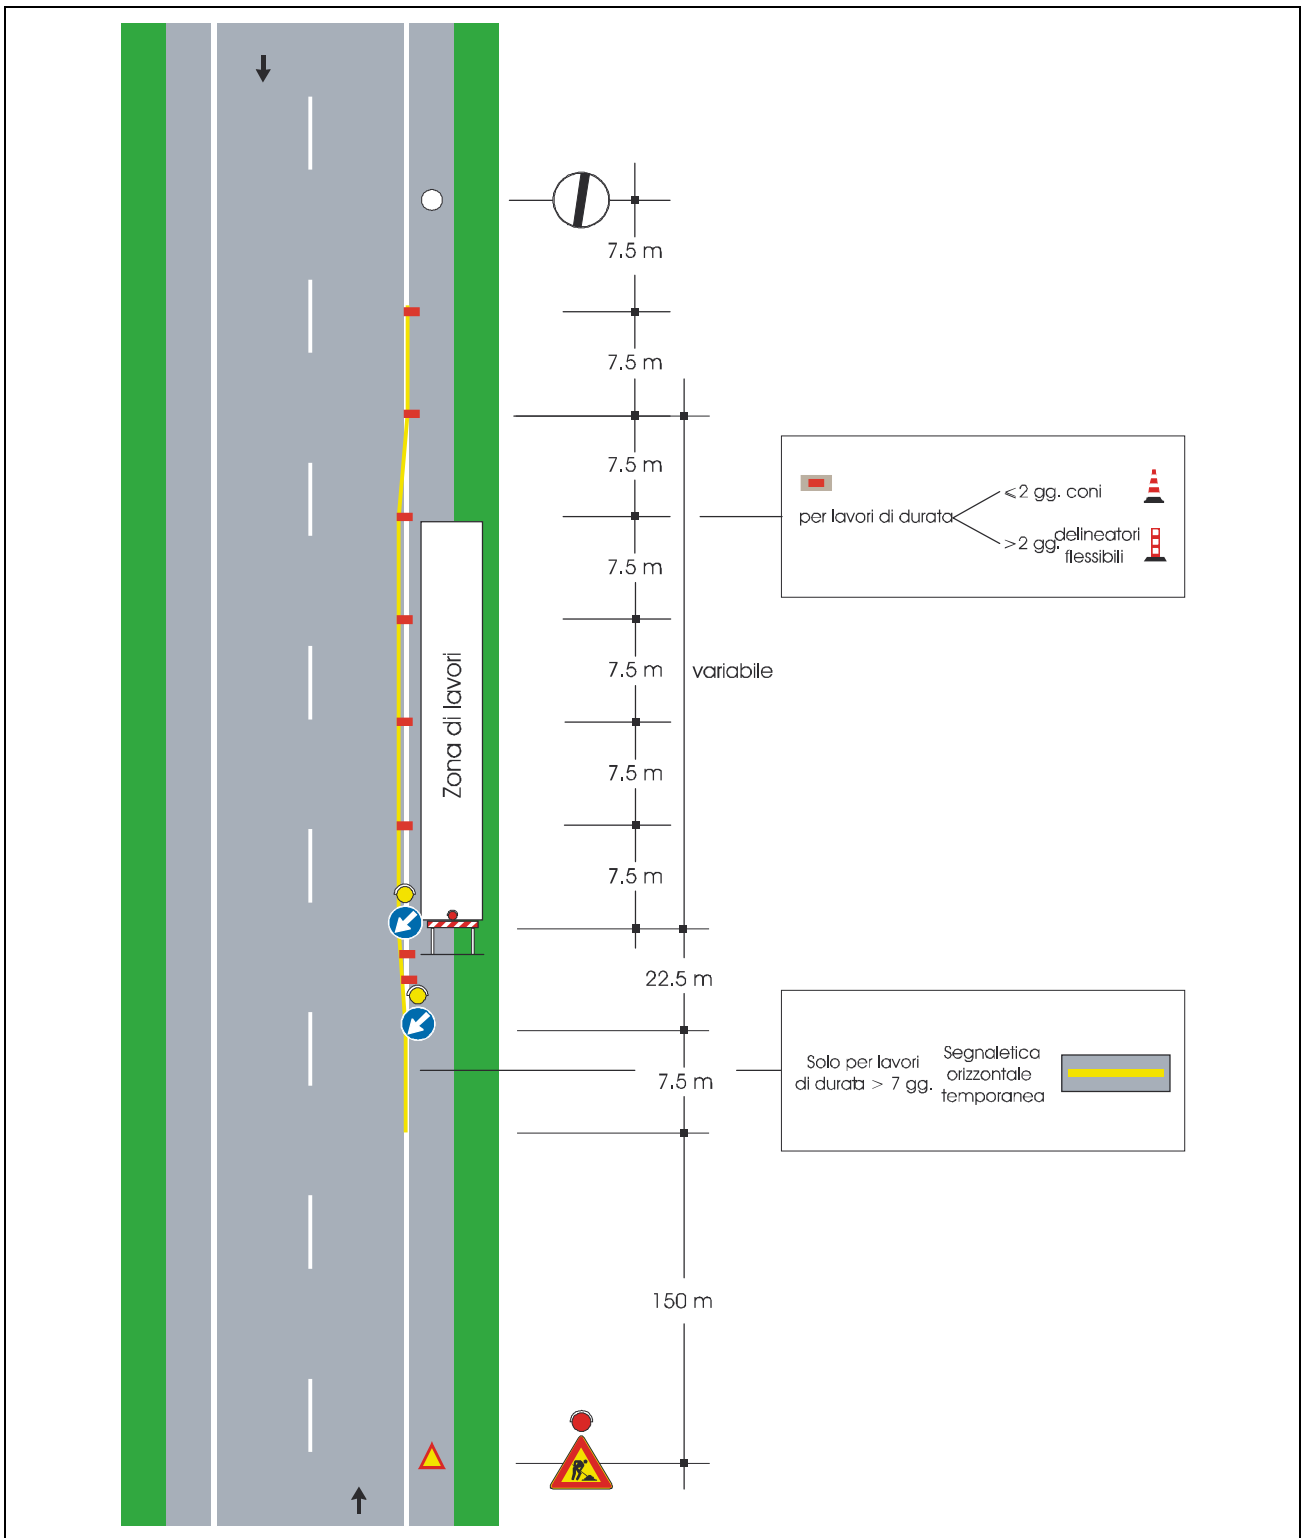 7.5 m
7.5 m
7.5 m
≤2 gg. coni
per lavori di durata
>2 gg. delineatori
flessibili
7.5 m
Zona di lavori
7.5 m
variabile
7.5 m
7.5 m
22.5 m
Solo per lavori
di durata > 7 gg.
Segnaletica
orizzontale
temporanea
7.5 m
150 m